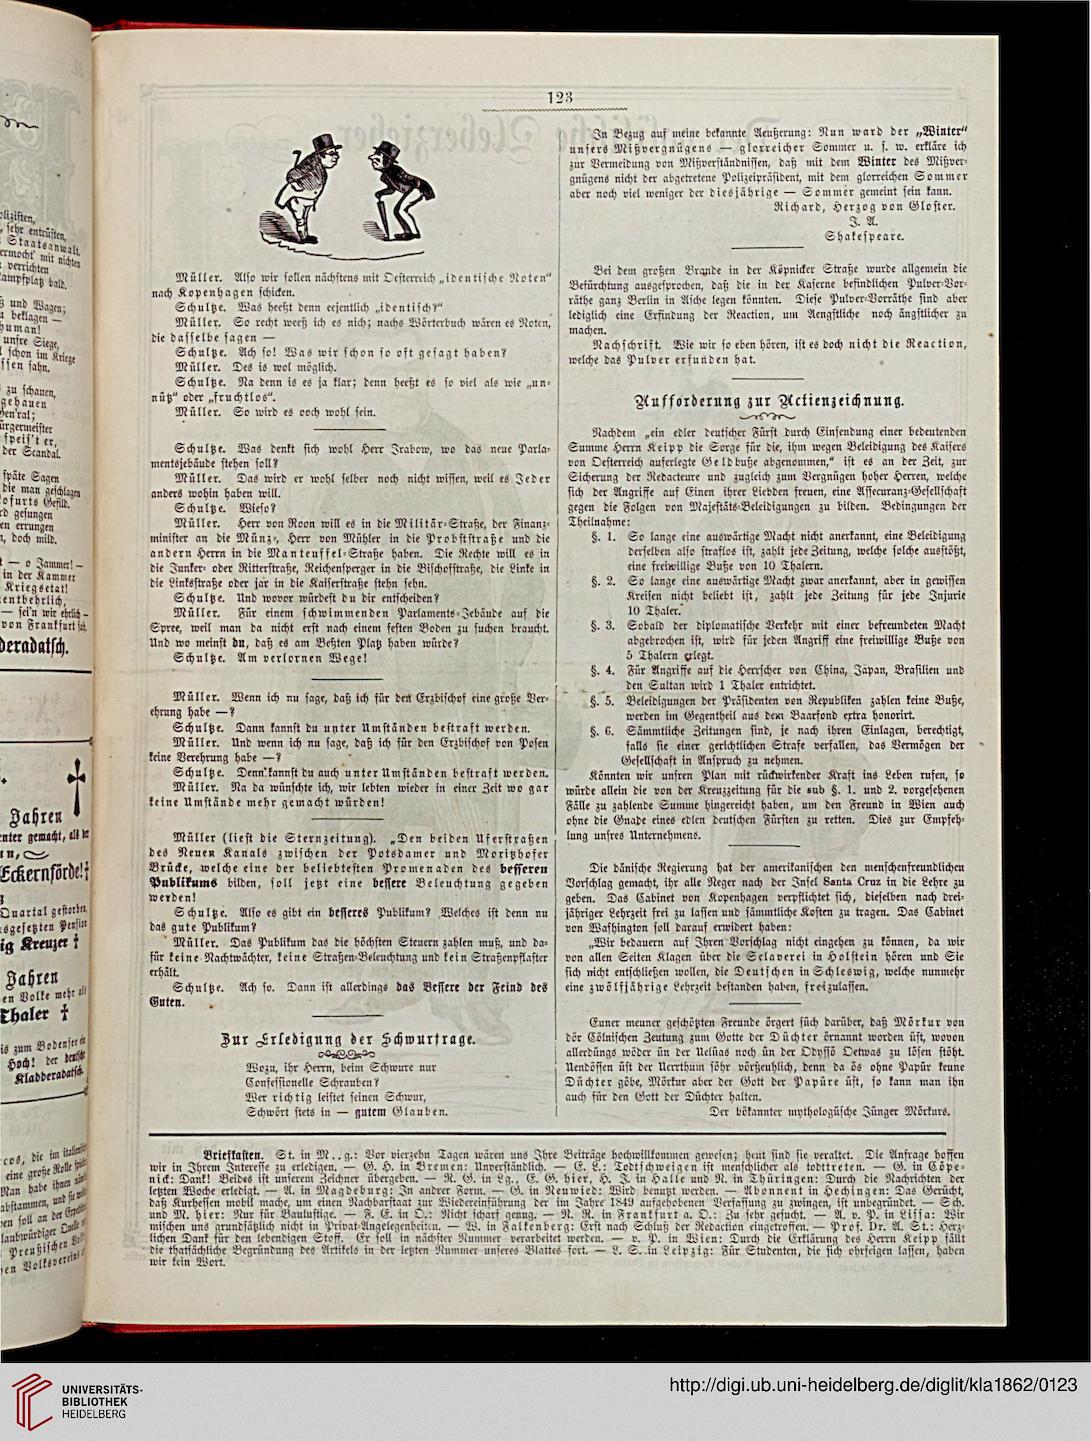 123
Müller. Also wir sollen nächstens mit Oesterreich „identische Noten“
nach Kopenhagen schicken.
Schultze. Was heeßt denn eejentlich „identisch?“
Müller. So recht weeß ich es nich; nachs Wörterbuch wären es Noten,
die dasselbe sagen —
Schultze. Ach so! Was wir schon so oft gesagt haben?
Müller. Des is wol möglich.
Schultze. Na denn is es ja klar; denn heeßt es so viel als wie „un-
nütz“ oder „fruchtlos“.
Müller. So wird es ooch wohl sein.
Schultze. Was denkt sich wohl Herr Jrabow, wo das neue Parla-
mentsjebäude stehen soll?
Müller. Das wird er wohl selber noch nicht wissen, weil es Jeder
anders wohin haben will.
Schultze. Wieso?
Müller. Herr von Roon will es in die Militär-Straße, der Finanz-
minister an die Münz-, Herr von Mühler in die Probststraße und die
andern Herrn in die Manteuffel-Straße haben. Die Rechte will es in
die Junker- oder Ritterstraße, Reichensperger in die Bischofstraße, die Linke in
die Linksstraße oder jar in die Kaiserstraße stehn sehn.
Schultze. Und wovor würdest du dir entscheiden?
Müller. Für einem schwimmenden Parlaments-Jebäude auf die
Spree, weil man da nicht erst nach einem festen Boden zu suchen braucht.
Und wo meinst du, daß es am Beßten Platz haben würde?
Schultze. Am verlornen Wege!
Müller. Wenn ich nu sage, daß ich für den Erzbischof eine große Ver-
ehrung habe —?
Schultze. Dann kannst du unter Umständen bestraft werden.
Müller. Und wenn ich nu sage, daß ich für den Erzbischof von Posen
keine Verehrung habe —?
Schultze. Denn kannst du auch unter Umständen bestraft werden.
Müller. Na da wünschte ich, wir lebten wieder in einer Zeit wo gar
keine Umstände mehr gemacht würden!
Müller (liest die Sternzeitung). „Den beiden Uferstraßen
des Neuen Kanals zwischen der Potsdamer und Moritzhofer
Brücke, welche eine der beliebtesten Promenaden des besseren
Publikums bilden, soll jetzt eine bessere Beleuchtung gegeben
werden!
Schultze. Also es gibt ein besseres Publikum? Welches ist denn nu
das gute Publikum?
Müller. Das Publikum das die höchsten Steuern zahlen muß, und da-
für keine Nachtwächter, keine Straßen-Beleuchtung und kein Straßenpflaster
erhält.
Schultze. Ach so. Dann ist allerdings das Bessere der Feind des
Guten.
Zur Erledigung der Schwurfrage.
Wozu, ihr Herrn, beim Schwure nur
Confessionelle Schrauben?
Wer richtig leistet seinen Schwur,
Schwört stets in — gutem Glauben.
In Bezug auf meine bekannte Aeußerung: Nun ward der „Winter“
unsers Mißvergnügens — glorreicher Sommer u. s. w. erkläre ich
zur Vermeidung von Mißverständnissen, daß mit dem Winter des Mißver-
gnügens nicht der abgetretene Polizeipräsident, mit dem glorreichen Sommer
aber noch viel weniger der diesjährige — Sommer gemeint sein kann.
Richard, Herzog von Gloster.
I. A.
Shakespeare.
Bei dem großen Brande in der Köpnicker Straße wurde allgemein die
Befürchtung ausgesprochen, daß die in der Kaserne befindlichen Pulver-Vor-
räthe ganz Berlin in Asche legen könnten. Diese Pulver-Vorräthe sind aber
lediglich eine Erfindung der Reaction, um Aengstliche noch ängstlicher zu
machen.
Nachschrift. Wie wir so eben hören, ist es doch nicht die Reaction,
welche das Pulver erfunden hat.
Aufforderung zur Actienzeichnung.
Nachdem „ein edler deutscher Fürst durch Einsendung einer bedeutenden
Summe Herrn Keipp die Sorge für die, ihm wegen Beleidigung des Kaisers
von Oesterreich auferlegte Geldbuße abgenommen,“ ist es an der Zeit, zur
Sicherung der Redacteure und zugleich zum Vergnügen hoher Herren, welche
sich der Angriffe auf Einen ihrer Liebden freuen, eine Assecuranz-Gesellschaft
gegen die Folgen von Majestäts-Beleidigungen zu bilden. Bedingungen der
Theilnahme:
§. 1. So lange eine auswärtige Macht nicht anerkannt, eine Beleidigung
derselben also straflos ist, zahlt jede Zeitung, welche solche ausstößt,
eine freiwillige Buße von 10 Thalern.
§. 2. So lange eine auswärtige Macht zwar anerkannt, aber in gewissen
Kreisen nicht beliebt ist, zahlt jede Zeitung für jede Injurie
10 Thaler.
§. 3. Sobald der diplomatische Verkehr mit einer befreundeten Macht
abgebrochen ist, wird für jeden Angriff eine freiwillige Buße von
5 Thalern erlegt.
§. 4. Für Angriffe auf die Herrscher von China, Japan, Brasilien und
den Sultan wird 1 Thaler entrichtet.
§. 5. Beleidigungen der Präsidenten von Republiken zahlen keine Buße,
werden im Gegentheil aus dem Baarfond extra honorirt.
§. 6. Sämmtliche Zeitungen sind, je nach ihren Einlagen, berechtigt,
falls sie einer gerichtlichen Strafe verfallen, das Vermögen der
Gesellschaft in Anspruch zu nehmen.
Könnten wir unsren Plan mit rückwirkender Kraft ins Leben rufen, so
würde allein die von der Kreuzzeitung für die sub §. 1. und 2. vorgesehenen
Fälle zu zahlende Summe hingereicht haben, um den Freund in Wien auch
ohne die Gnade eines edlen deutschen Fürsten zu retten. Dies zur Empfeh-
lung unsres Unternehmens.
Die dänische Regierung hat der amerikanischen den menschenfreundlichen
Vorschlag gemacht, ihr alle Neger nach der Insel Santa Cruz in die Lehre zu
geben. Das Cabinet von Kopenhagen verpflichtet sich, dieselben nach drei-
jähriger Lehrzeit frei zu lassen und sämmtliche Kosten zu tragen. Das Cabinet
von Washington soll darauf erwidert haben:
„Wir bedauern auf Ihren Vorschlag nicht eingehen zu können, da wir
von allen Seiten Klagen über die Sclaverei in Holstein hören und Sie
sich nicht entschließen wollen, die Deutschen in Schleswig, welche nunmehr
eine zwölfjährige Lehrzeit bestanden haben, freizulassen.
Euner meuner geschötzten Freunde örgert süch darüber, daß Mörkur von
dör Cölnischen Zeutung zum Gotte der Düchter örnannt worden üst, wovon
allerdüngs wöder ün der Uelüas noch ün der Odyssö Oetwas zu lösen stöht.
Uendössen üst der Uerrthum söhr vörßeuhlich, denn da ös ohne Papür keune
Düchter göbe, Mörkur aber der Gott der Papüre üst, so kann man ihn
auch für den Gott der Düchter halten.
Der bökannter mythologüsche Jünger Mörkurs.
Briefkasten. St. in M..g.: Vor vierzehn Tagen wären uns Ihre Beiträge hochwillkommen gewesen; heut sind sie veraltet. Die Anfrage hoffen
wir in Ihrem Interesse zu erledigen. — G. H. in Bremen: Unverständlich. — E. L.: Todtschweigen ist menschlicher als todttreten. — G. in Cöpe-
nick: Dank! Beides ist unserem Zeichner übergeben. — R. G. in Lg., E. G. hier, H. J. in Halle und N. in Thüringen: Durch die Nachrichten der
letzten Woche erledigt. — A. in Magdeburg: In andrer Form. — G. in Neuwied: Wird benutzt werden. — Abonnent in Hechingen: Das Gerücht,
daß Kurhessen mobil mache, um einen Nachbarstaat zur Wiedereinführung der im Jahre 1849 aufgehobenen Verfassung zu zwingen, ist unbegründet. — Sch.
und M. hier: Nur für Baulustige. — F. E. in O.: Nicht scharf genug. — N. R. in Frankfurt a. O.: Zu sehr gesucht. — A. v. P. in Lissa: Wir
mischen uns grundsätzlich nicht in Privat-Angelegenheiten. — W. in Falkenberg: Erst nach Schluß der Redaction eingetroffen. — Prof. Dr. A. St.: Herz-
lichen Dank für den lebendigen Stoff. Er soll in nächster Nummer verarbeitet werden. — v. P. in Wien: Durch die Erklärung des Herrn Keipp fällt
die thatsächliche Begründung des Artikels in der letzten Nummer unseres Blattes fort. — L. S. in Leipzig: Für Studenten, die sich ohrfeigen lassen, haben
wir kein Wort.
UNIVERSITÄTS-
BIBLIOTHEK
HEIDELBERG
http://digi.ub.uni-heidelberg.de/diglit/kla1862/0123